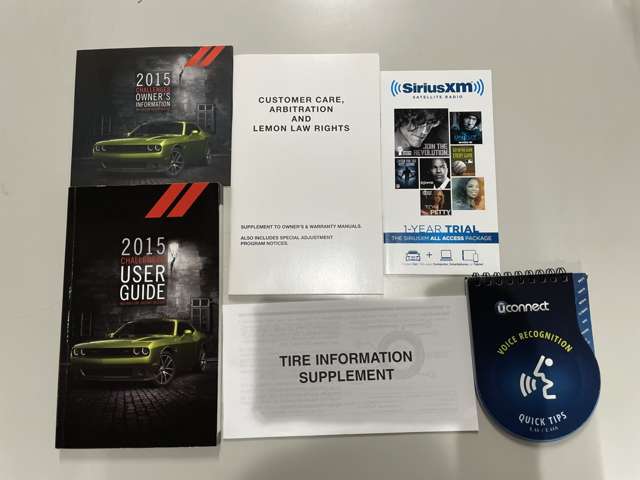 2015
CHALLENGER
OWNER'S
INFORMATION
CUSTOMER CARE,
ARBITRATION
AND
LEMON LAW RIGHTS
SUPPLEMENT TO OWNER'S & WARRANTY MANUALS.
ALSO INCLUDES SPECIAL ADJUSTMENT
PROGRAM NOTICES.
SiriusXM
SATELLITE RADIO
JOIN THE
REVOLUTION.
PETTY
1-YEAR TRIAL
THE SIRIUSXM ALL ACCESS PACKAGE
2015
CHALLENGER
USER
GUIDE
TIRE INFORMATION
SUPPLEMENT
uconnect
VOICE RECOGNITION
QUICK TIPS